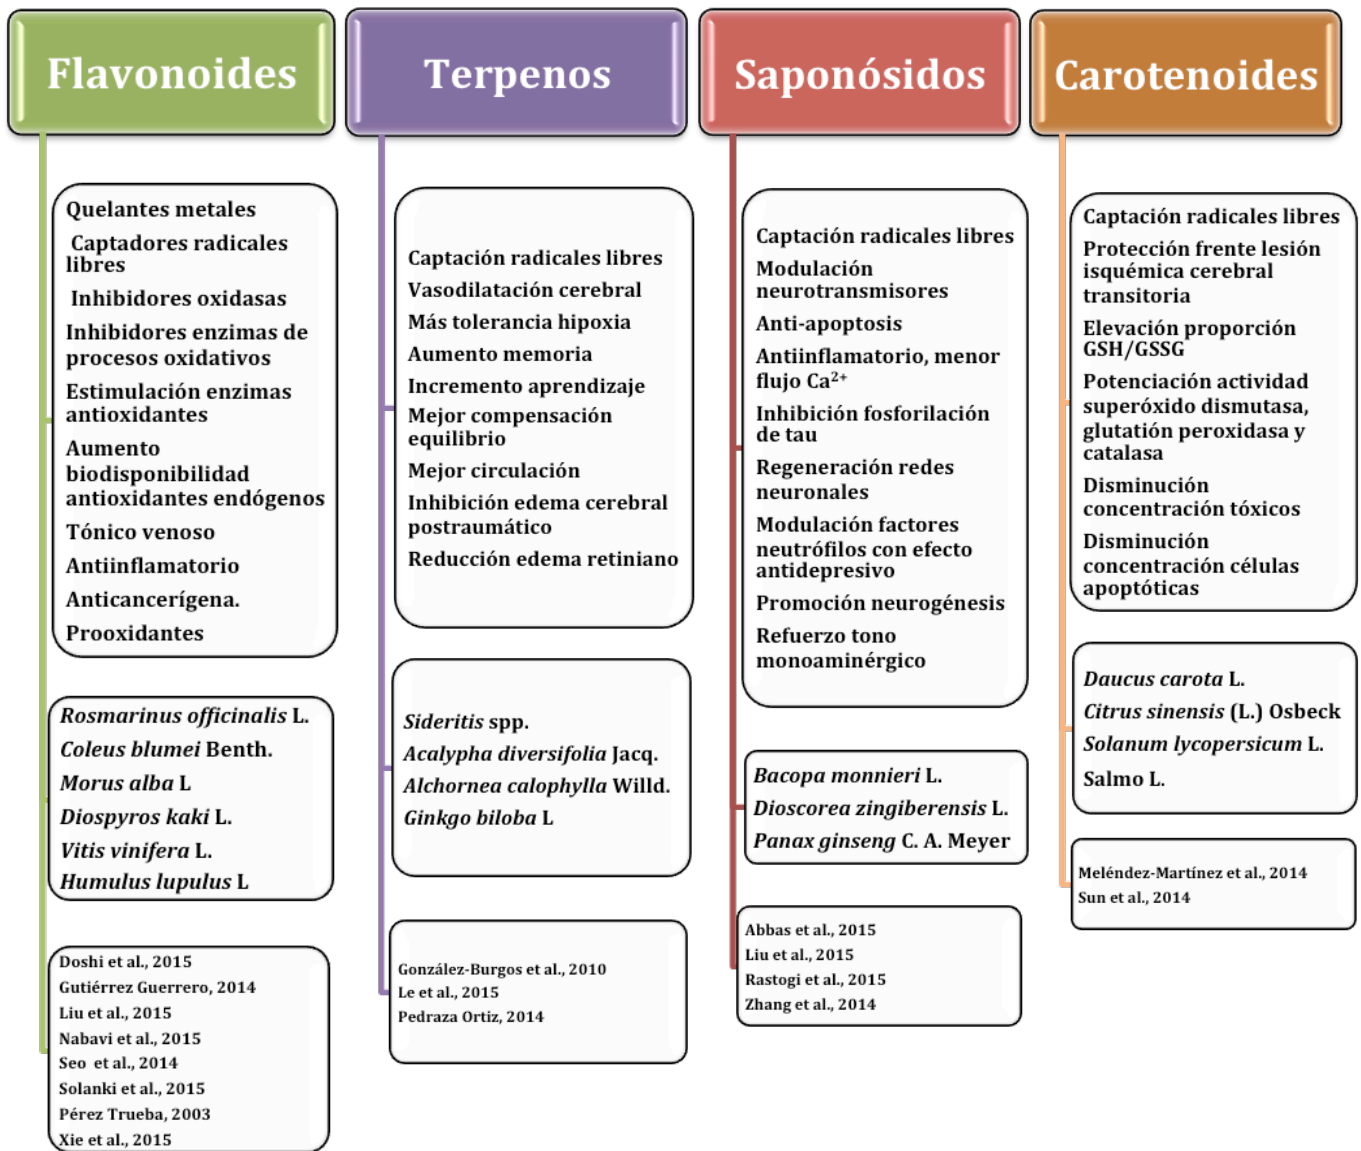 Flavonoides
Quelantes metales
Captadores radicales
libres
Inhibidores oxidasas
Inhibidores enzimas de
procesos oxidativos
Estimulación enzimas
antioxidantes
Aumento
biodisponibilidad
antioxidantes endógenos
Tónico venoso
Antiinflamatorio
Anticancerígena.
Prooxidantes
Rosmarinus officinalis L.
Coleus blumei Benth.
Morus alba L
Diospyros kaki L.
Vitis vinifera L.
Humulus lupulus L
Doshi et al., 2015
Gutiérrez Guerrero, 2014
Liu et al., 2015
Nabavi et al., 2015
Seo et al., 2014
Solanki et al., 2015
Pérez Trueba, 2003
Xie et al., 2015
Terpenos
Captación radicales libres
Vasodilatación cerebral
Más tolerancia hipoxia
Aumento memoria
Incremento aprendizaje
Mejor compensación
equilibrio
Mejor circulación
Inhibición edema cerebral
postraumático
Reducción edema retiniano
Sideritis spp.
Acalypha diversifolia Jacq.
Alchornea calophylla Willd.
Ginkgo biloba L
González-Burgos et al., 2010
Le et al., 2015
Pedraza Ortiz, 2014
Saponósidos
Captación radicales libres
Modulación
neurotransmisores
Anti-apoptosis
Antiinflamatorio, menor
flujo Ca²⁺
Inhibición fosforilación
de tau
Regeneración redes
neuronales
Modulación factores
neutrófilos con efecto
antidepresivo
Promoción neurogénesis
Refuerzo tono
monoaminérgico
Bacopa monnieri L.
Dioscorea zingiberensis L.
Panax ginseng C. A. Meyer
Abbas et al., 2015
Liu et al., 2015
Rastogi et al., 2015
Zhang et al., 2014
Carotenoides
Captación radicales libres
Protección frente lesión
isquémica cerebral
transitoria
Elevación proporción
GSH/GSSG
Potenciación actividad
superóxido dismutasa,
glutatión peroxidasa y
catalasa
Disminución
concentración tóxicos
Disminución
concentración células
apoptóticas
Daucus carota L.
Citrus sinensis (L.) Osbeck
Solanum lycopersicum L.
Salmo L.
Meléndez-Martínez et al., 2014
Sun et al., 2014